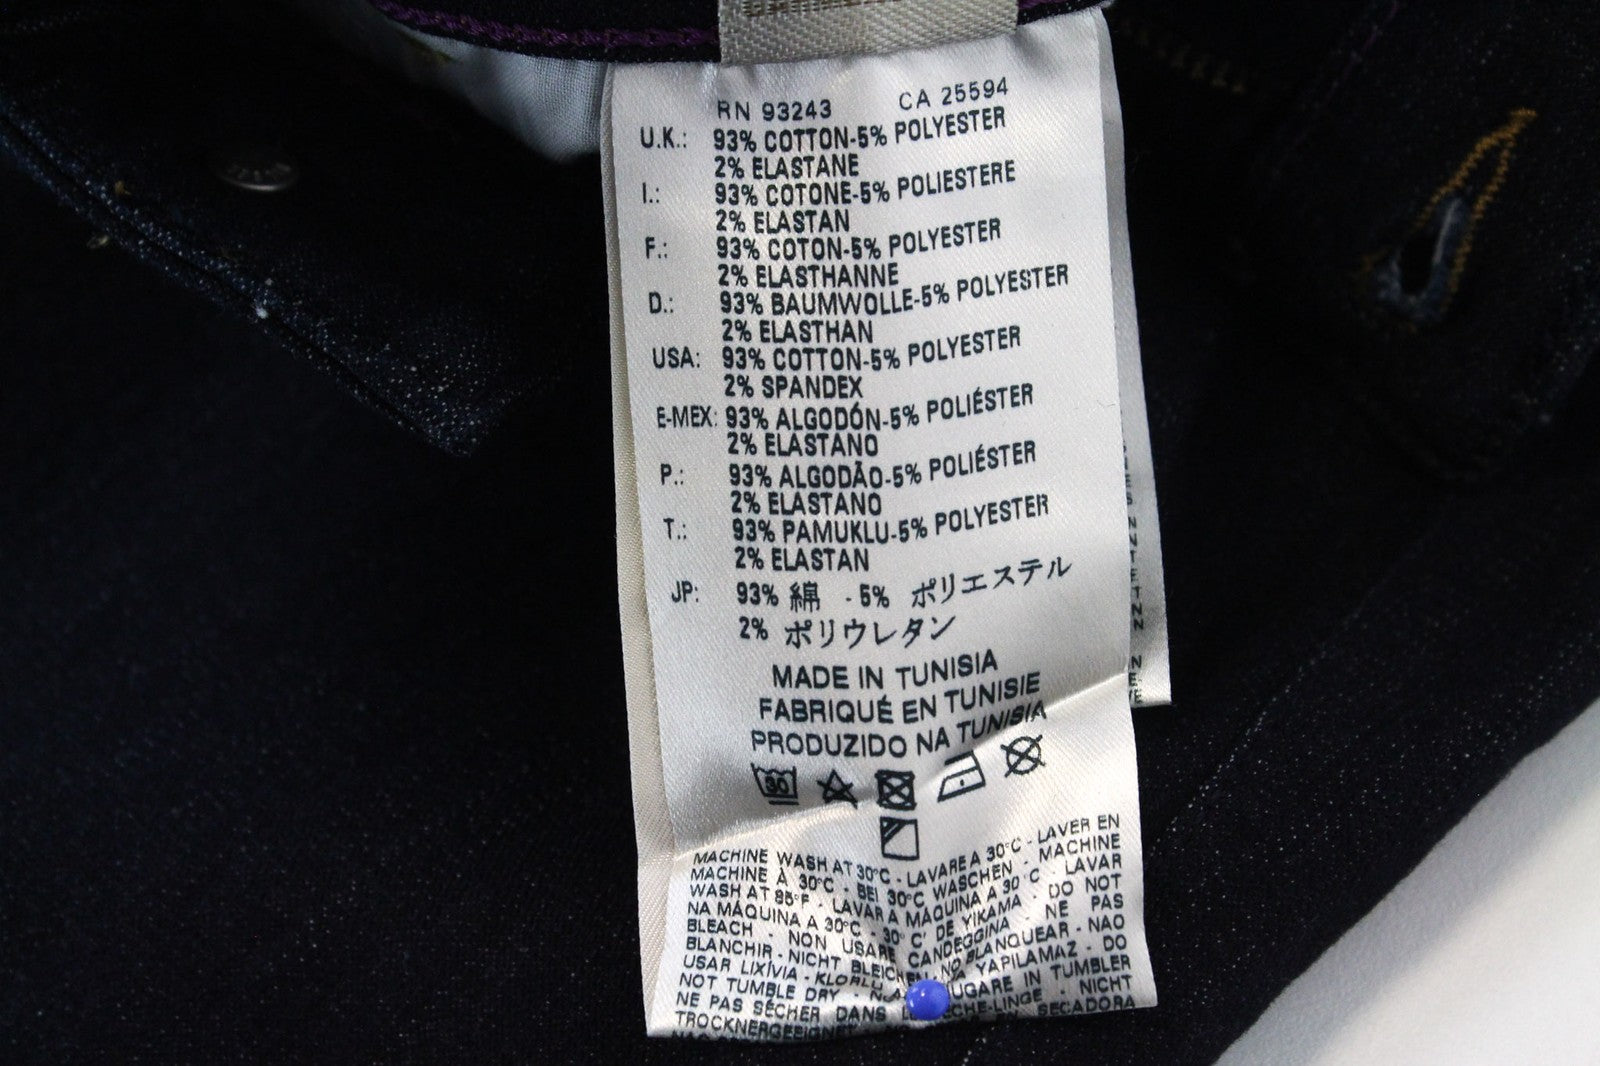 RN 93243 CA 25594
U.K.: 93% COTTON-5% POLYESTER
2% ELASTANE
I.: 93% COTONE-5% POLIESTERE
2% ELASTAN
F.: 93% COTON-5% POLYESTER
2% ELASTHANNE
D.: 93% BAUMWOLLE-5% POLYESTER
2% ELASTHAN
USA: 93% COTTON-5% POLYESTER
2% SPANDEX
E-MEX: 93% ALGODÓN-5% POLIÉSTER
2% ELASTANO
P.: 93% ALGODÃO-5% POLIÉSTER
2% ELASTANO
T.: 93% PAMUKLU-5% POLYESTER
2% ELASTAN
JP: 93% 綿 - 5% ポリエステル
2% ポリウレタン
MADE IN TUNISIA
FABRIQUÉ EN TUNISIE
PRODUZIDO NA TUNISIA
30
MACHINE WASH AT 30°C - LAVARE A 30°C - LAVER EN
MACHINE À 30°C - BEI 30°C WASCHEN - MACHINE
WASH AT 85°F - LAVAR A MÁQUINA A 30°C - LAVAR
NA MÁQUINA A 30°C - 30°C' DE YIKAMA - DO NOT
BLEACH - NON USARE CANDEGGINA - NE PAS
BLANCHIR - NICHT BLEICHEN - NO BLANQUEAR - NAO
USAR LIXÍVIA - YAPILAMAZ - DO
NOT TUMBLE DRY - IN TUMBLER
NE PAS SÉCHER DANS LE SÈCHE-LINGE - NICHT
TROCKNERGEEIGNET EN SECADORA